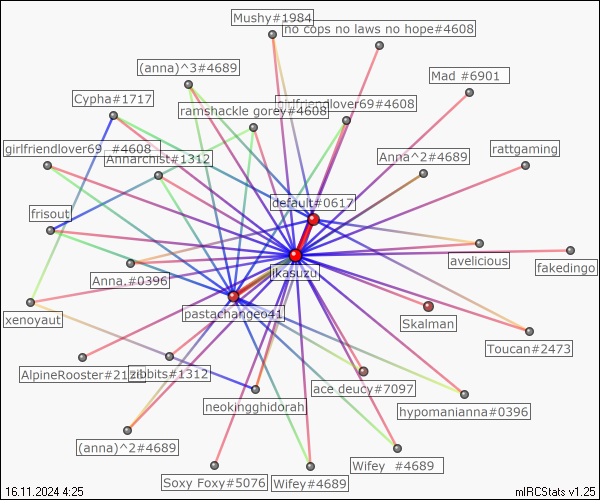 Mushy#1984
no cops no laws no hope#4608
(anna)^3#4689
Mad #6901
Cypha#1717
ramshackle gorey#4608
girlfriendlover69#4608
girlfriendlover69 #4608
Annarchist#1312
Anna^2#4689
rattgaming
default#0617
frisout
avelicious
fakedingo
Anna.#0396
ikasuzu
pastachange41
xenoyaut
Skalman
Toucan#2473
AlpineRooster#
zibbits#1312
ace deucy#7097
neokingghidorah
hypomanianna#0396
(anna)^2#4689
Wifey #4689
Soxy Foxy#5076
Wifey#4689
16.11.2024 4:25
mIRCStats v1.25